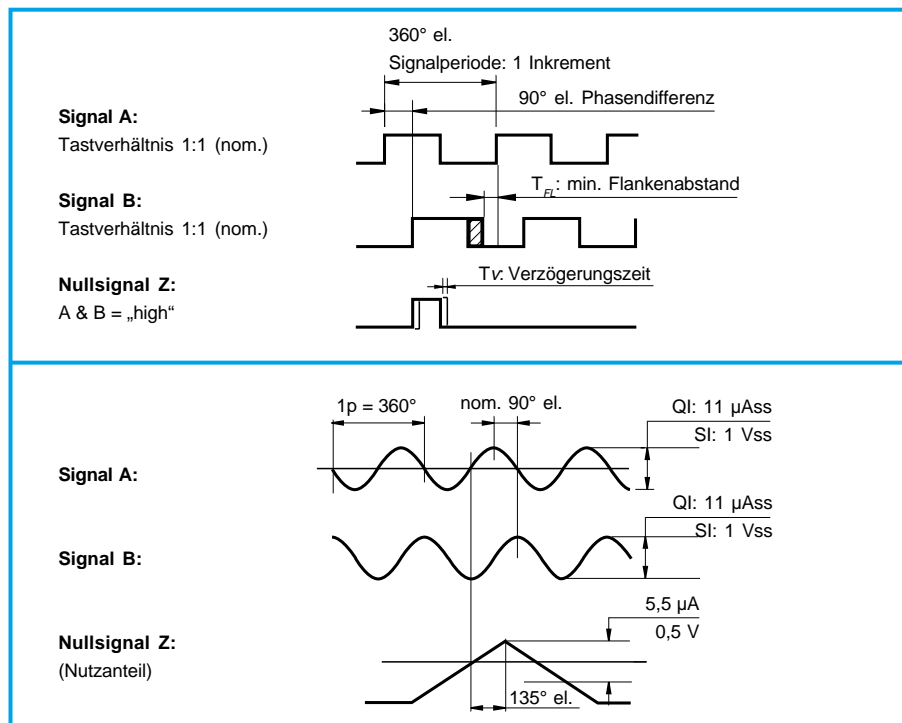 360° el.
Signalperiode: 1 Inkrement
90° el. Phasendifferenz
Signal A:
Tastverhältnis 1:1 (nom.)
TFL: min. Flankenabstand
Signal B:
Tastverhältnis 1:1 (nom.)
Tv: Verzögerungszeit
Nullsignal Z:
A & B = „high“
1p = 360°
nom. 90° el.
QI: 11 µAss
SI: 1 Vss
Signal A:
QI: 11 µAss
SI: 1 Vss
Signal B:
5,5 µA
0,5 V
Nullsignal Z:
(Nutzanteil)
135° el.